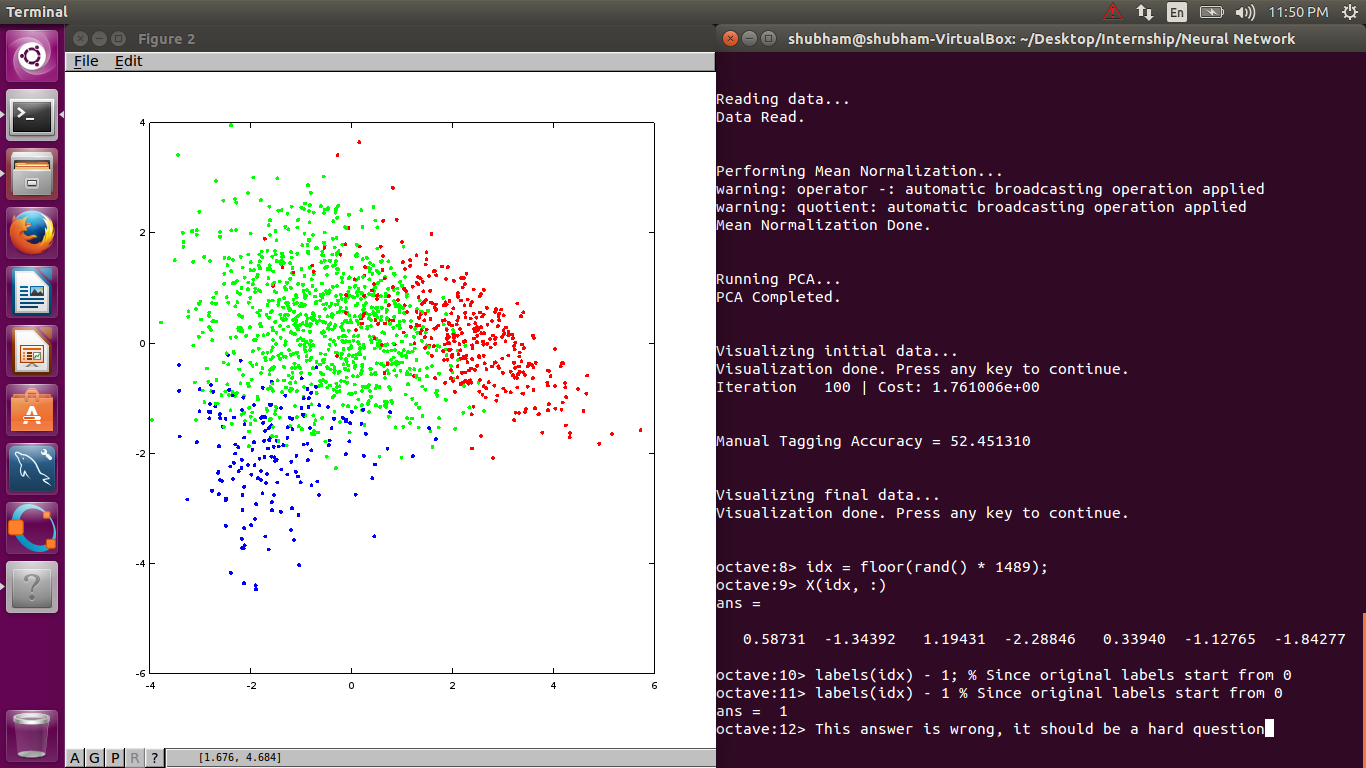 Terminal
En
11:50 PM
Figure 2
File Edit
4
2
0
-2
-4
-6
-4 -2 0 2 4 6
A G P R ? [1.676, 4.684]
shubham@shubham-VirtualBox: ~/Desktop/Internship/Neural Network
Reading data...
Data Read.
Performing Mean Normalization...
warning: operator -: automatic broadcasting operation applied
warning: quotient: automatic broadcasting operation applied
Mean Normalization Done.
Running PCA...
PCA Completed.
Visualizing initial data...
Visualization done. Press any key to continue.
Iteration   100 | Cost: 1.761006e+00
Manual Tagging Accuracy = 52.451310
Visualizing final data...
Visualization done. Press any key to continue.
octave:8> idx = floor(rand() * 1489);
octave:9> X(idx, :)
ans =
0.58731  -1.34392   1.19431  -2.28846   0.33940  -1.12765  -1.84277
octave:10> labels(idx) - 1; % Since original labels start from 0
octave:11> labels(idx) - 1 % Since original labels start from 0
ans =  1
octave:12> This answer is wrong, it should be a hard question